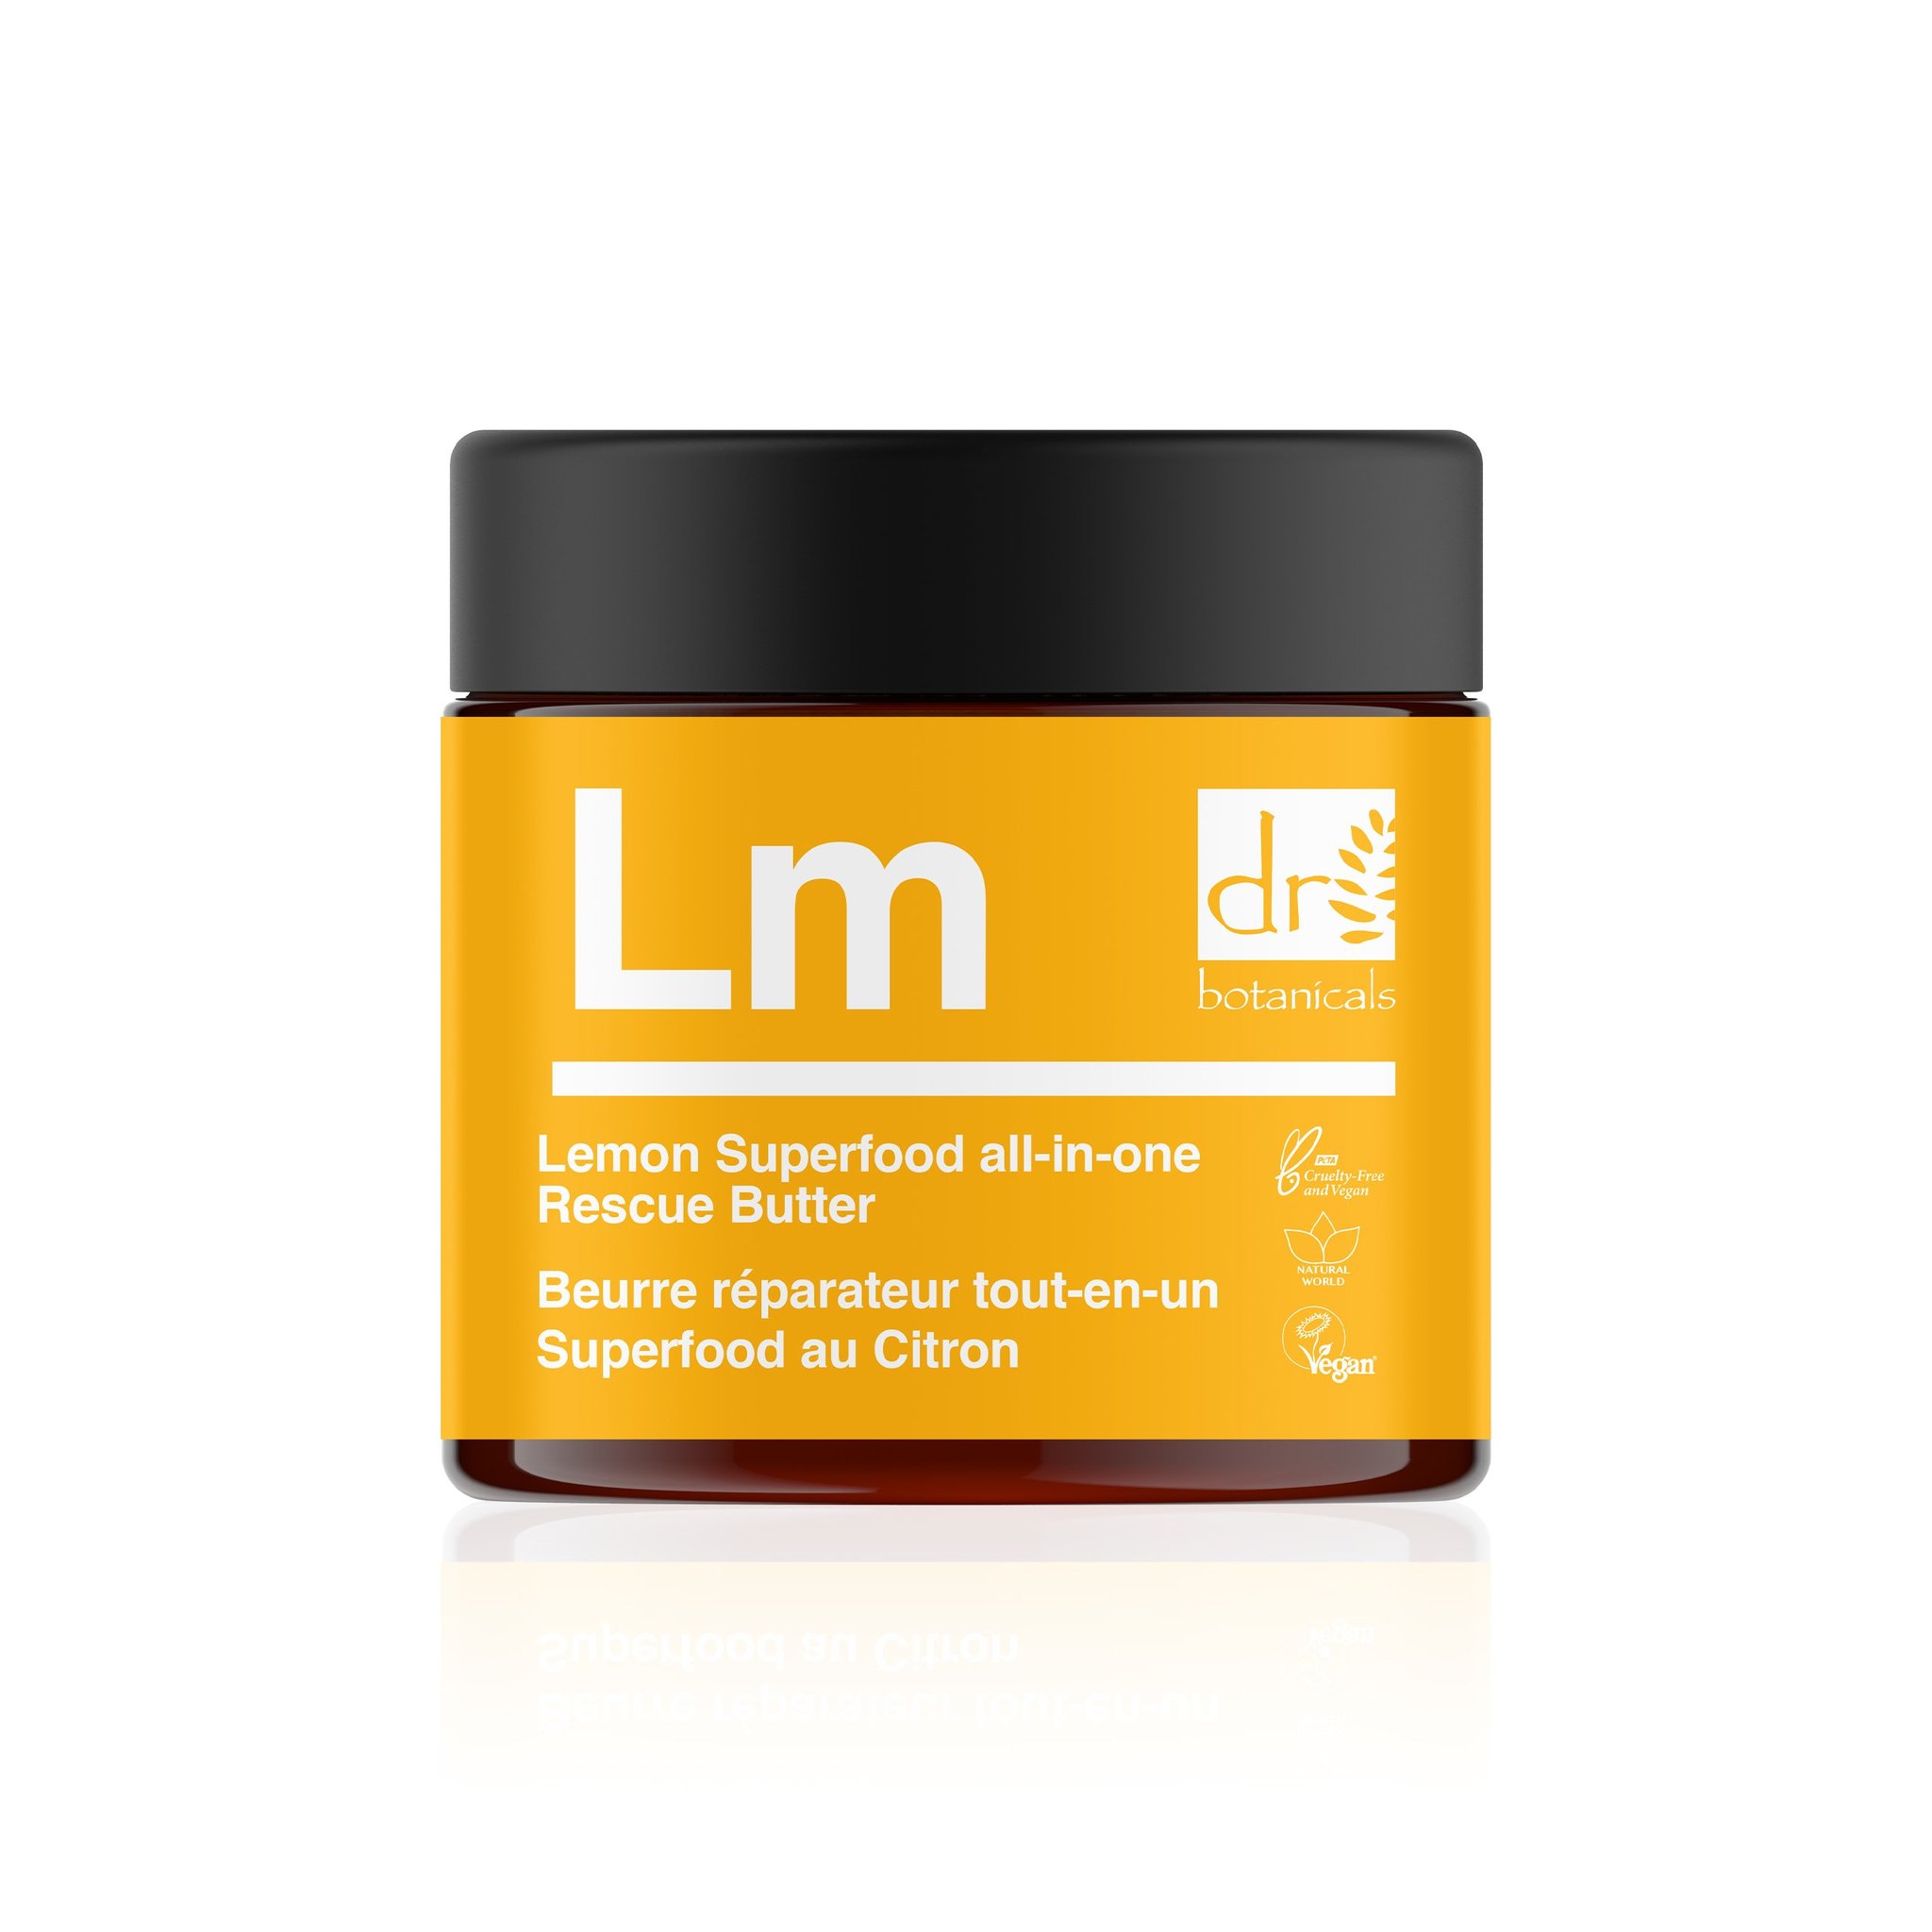 Lm
dr
botanicals
Lemon Superfood all-in-one
Rescue Butter
Beurre réparateur tout-en-un
Superfood au Citron
PETA
Cruelty-Free
and Vegan
NATURAL
WORLD
Vegan